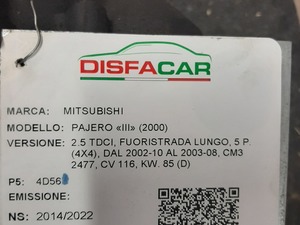 DISFACAR
MARCA: MITSUBISHI
MODELLO: PAJERO «III» (2000)
VERSIONE: 2.5 TDCI, FUORISTRADA LUNGO, 5 P.
(4X4), DAL 2002-10 AL 2003-08, CM3
2477, CV 116, KW. 85 (D)
P5: 4D56
EMISSIONE:
NS: 2014/2022